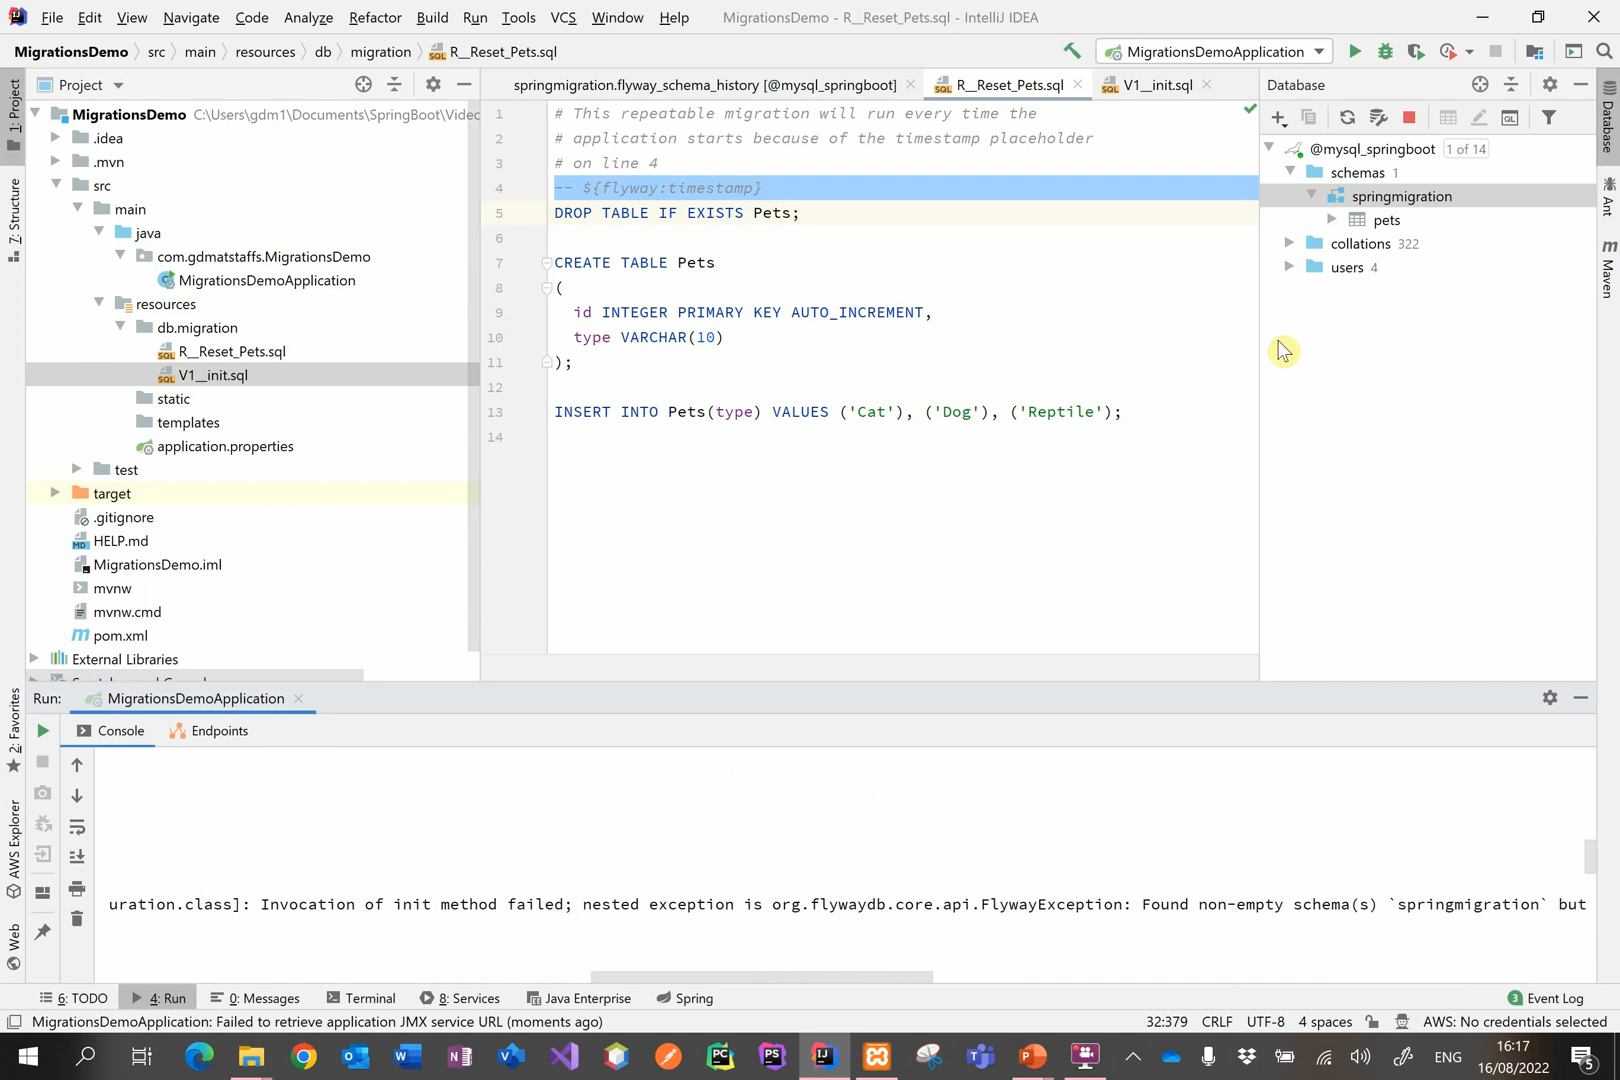 File Edit View Navigate Code Analyze Refactor Build Run Tools VCS Window Help MigrationsDemo - R__Reset_Pets.sql - IntelliJ IDEA
MigrationsDemo src main resources db migration R__Reset_Pets.sql MigrationsDemoApplication
Project
springmigration.flyway_schema_history [@mysql_springboot] R__Reset_Pets.sql V1__init.sql
Database
MigrationsDemo C:\Users\gdm1\Documents\SpringBoot\Videc
.idea
.mvn
src
main
java
com.gdmatstaffs.MigrationsDemo
MigrationsDemoApplication
resources
db.migration
R__Reset_Pets.sql
V1__init.sql
static
templates
application.properties
test
target
.gitignore
HELP.md
MigrationsDemo.iml
mvnw
mvnw.cmd
pom.xml
External Libraries
1 # This repeatable migration will run every time the
2 # application starts because of the timestamp placeholder
3 # on line 4
4 -- ${flyway:timestamp}
5 DROP TABLE IF EXISTS Pets;
6
7 CREATE TABLE Pets
8 (
9 id INTEGER PRIMARY KEY AUTO_INCREMENT,
10 type VARCHAR(10)
11 );
12
13 INSERT INTO Pets(type) VALUES ('Cat'), ('Dog'), ('Reptile');
14
@mysql_springboot 1 of 14
schemas 1
springmigration
pets
collations 322
users 4
1: Project
7: Structure
2: Favorites
AWS Explorer
Web
Database
Ant
Maven
Run: MigrationsDemoApplication
Console Endpoints
uration.class]: Invocation of init method failed; nested exception is org.flywaydb.core.api.FlywayException: Found non-empty schema(s) `springmigration` but
6: TODO 4: Run 0: Messages Terminal 8: Services Java Enterprise Spring 3 Event Log
MigrationsDemoApplication: Failed to retrieve application JMX service URL (moments ago) 32:379 CRLF UTF-8 4 spaces AWS: No credentials selected
ENG
16:17
16/08/2022
5